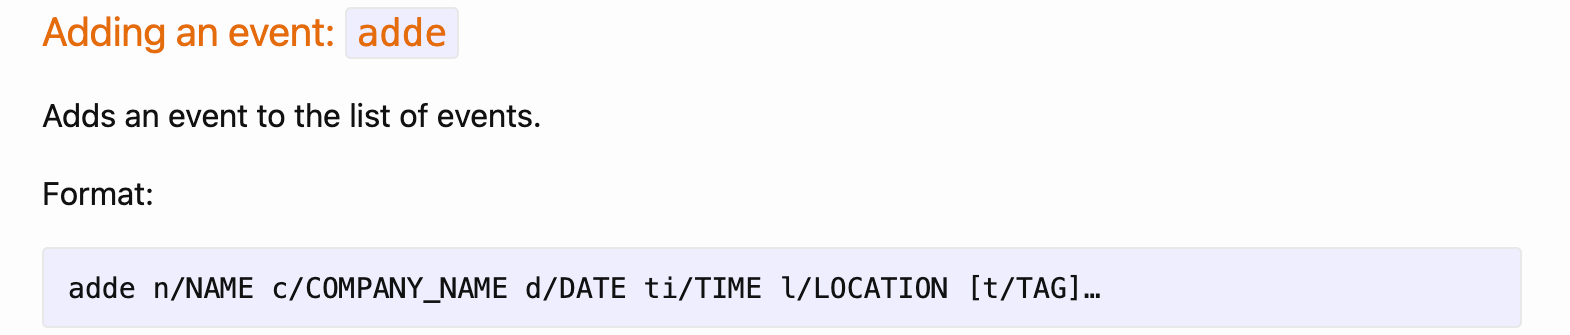 Adding an event: adde
Adds an event to the list of events.
Format:
adde n/NAME c/COMPANY_NAME d/DATE ti/TIME l/LOCATION [t/TAG]…